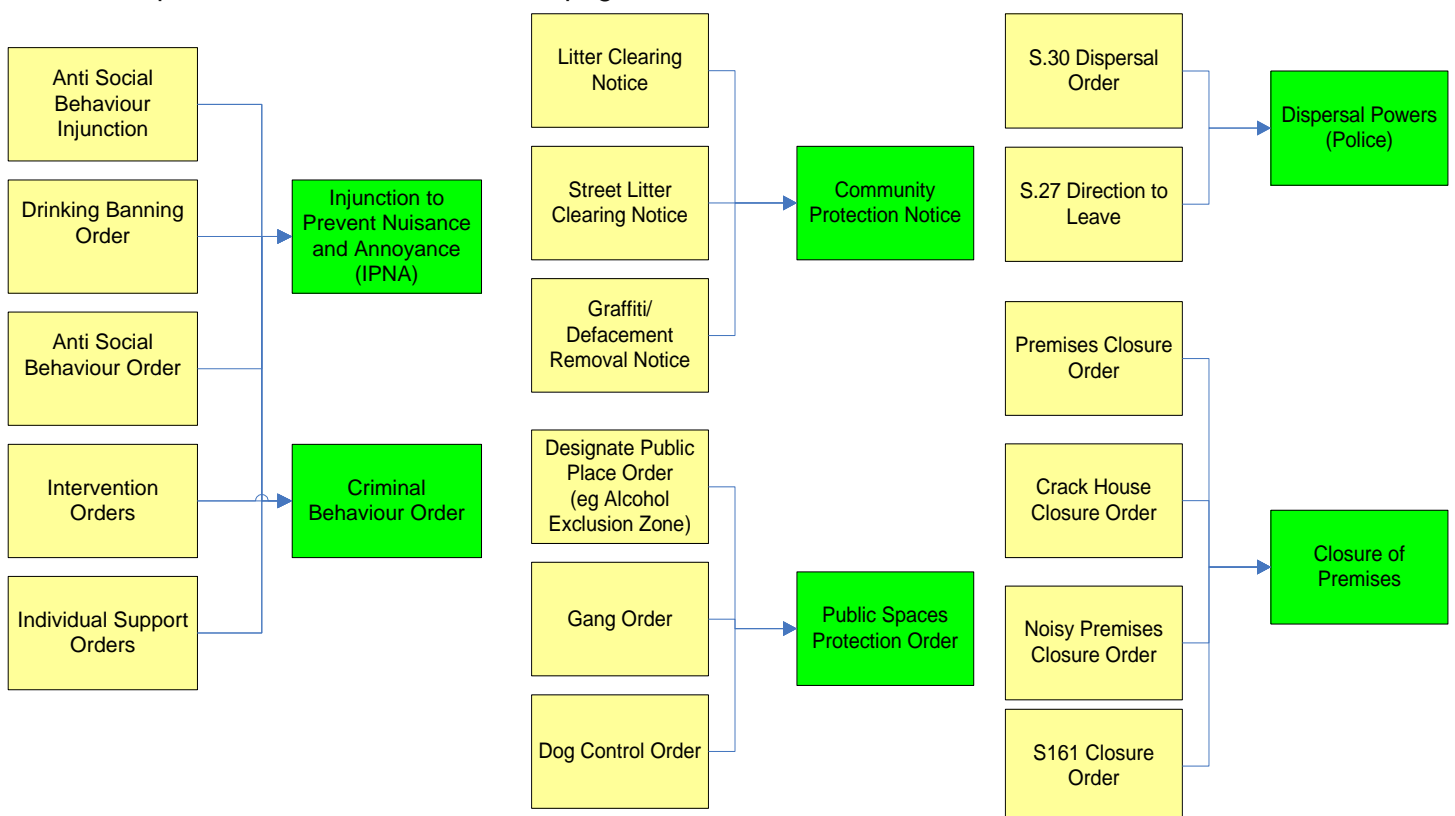 Anti Social
Behaviour
Injunction
Drinking Banning
Order
Anti Social
Behaviour Order
Intervention
Orders
Individual Support
Orders
Injunction to
Prevent Nuisance
and Annoyance
(IPNA)
Criminal
Behaviour Order
Litter Clearing
Notice
Street Litter
Clearing Notice
Graffiti/
Defacement
Removal Notice
Community
Protection Notice
Designate Public
Place Order
(eg Alcohol
Exclusion Zone)
Gang Order
Dog Control Order
Public Spaces
Protection Order
S.30 Dispersal
Order
S.27 Direction to
Leave
Dispersal Powers
(Police)
Premises Closure
Order
Crack House
Closure Order
Noisy Premises
Closure Order
S161 Closure
Order
Closure of
Premises